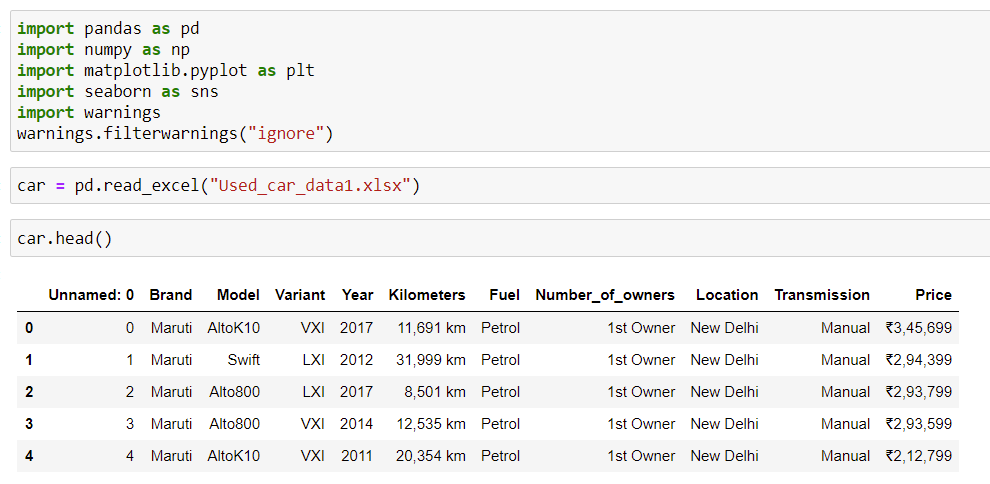 import pandas as pd
import numpy as np
import matplotlib.pyplot as plt
import seaborn as sns
import warnings
warnings.filterwarnings("ignore")
car = pd.read_excel("Used_car_data1.xlsx")
car.head()
Unnamed: 0 Brand Model Variant Year Kilometers Fuel Number_of_owners Location Transmission Price
0 0 Maruti AltoK10 VXI 2017 11,691 km Petrol 1st Owner New Delhi Manual ₹3,45,699
1 1 Maruti Swift LXI 2012 31,999 km Petrol 1st Owner New Delhi Manual ₹2,94,399
2 2 Maruti Alto800 LXI 2017 8,501 km Petrol 1st Owner New Delhi Manual ₹2,93,799
3 3 Maruti Alto800 VXI 2014 12,535 km Petrol 1st Owner New Delhi Manual ₹2,93,599
4 4 Maruti AltoK10 VXI 2011 20,354 km Petrol 1st Owner New Delhi Manual ₹2,12,799